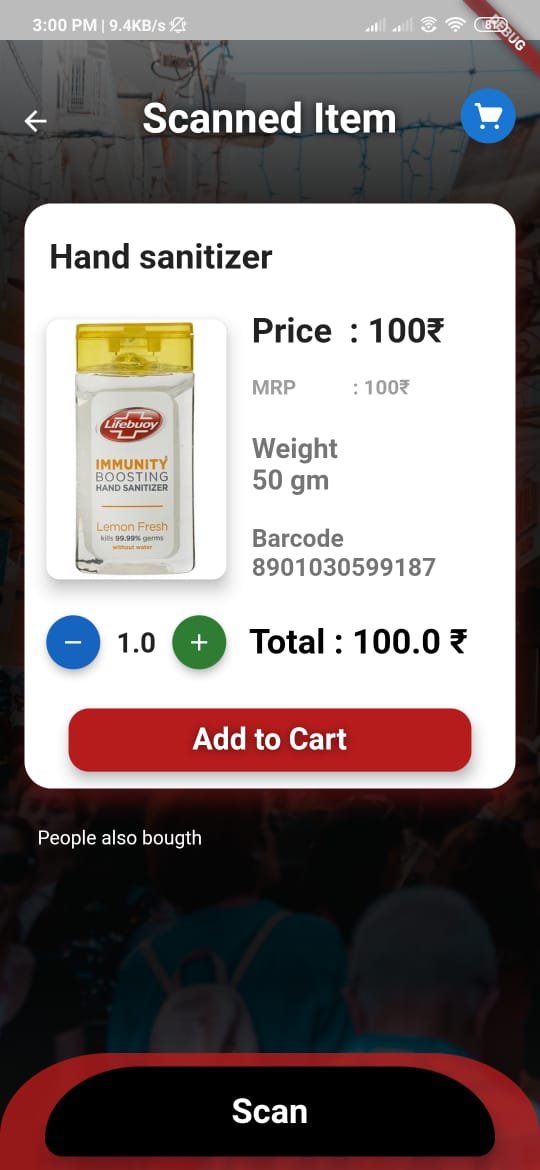 3:00 PM | 9.4KB/s
81
DEBUG
Scanned Item
Hand sanitizer
Price : 100₹
MRP : 100₹
Weight
50 gm
Barcode
8901030599187
Lifebuoy
IMMUNITY
BOOSTING
HAND SANITIZER
Lemon Fresh
kills 99.99% germs
without water
− 1.0 + Total : 100.0 ₹
Add to Cart
People also bougth
Scan